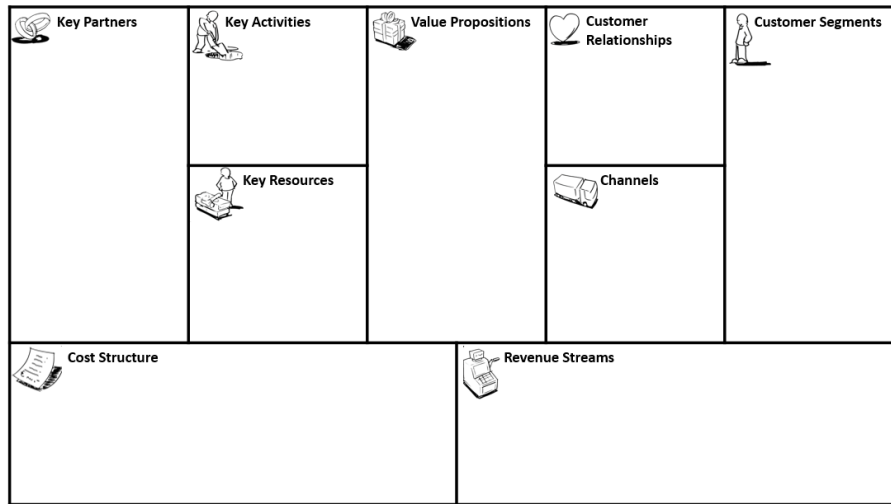 Key Partners
Key Activities
Value Propositions
Customer
Relationships
Customer Segments
Key Resources
Channels
Cost Structure
Revenue Streams